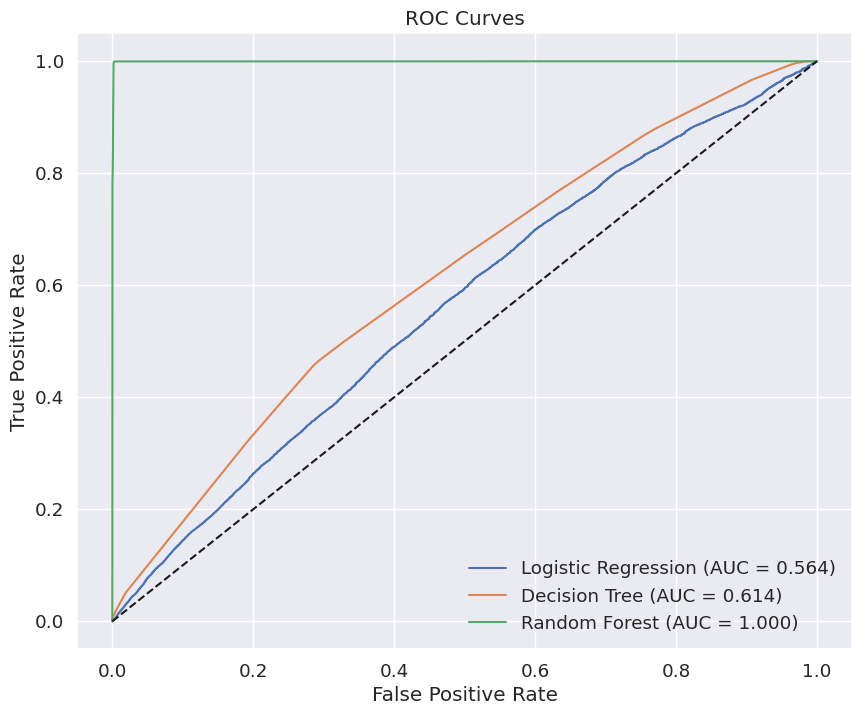 ROC Curves
True Positive Rate
1.0
0.8
0.6
0.4
0.2
0.0
Logistic Regression (AUC = 0.564)
Decision Tree (AUC = 0.614)
Random Forest (AUC = 1.000)
0.0 0.2 0.4 0.6 0.8 1.0
False Positive Rate